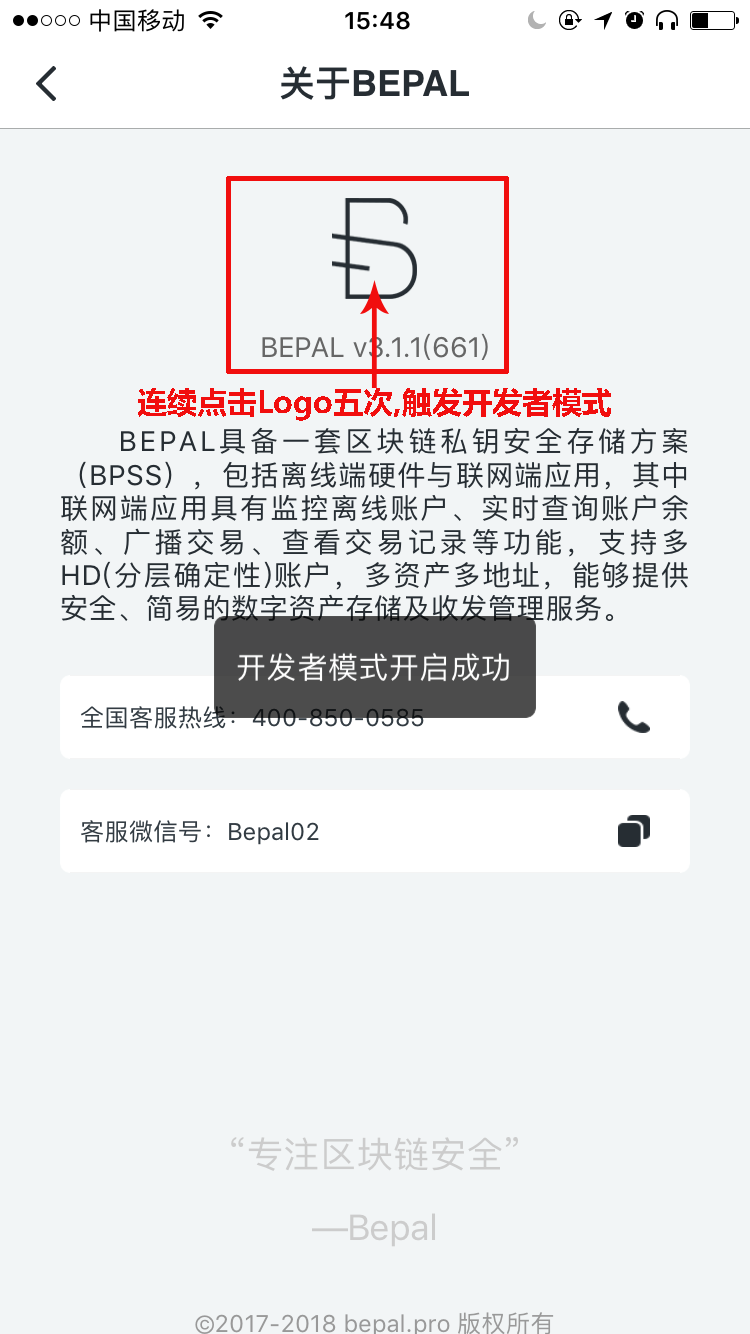 中国移动 15:48
关于BEPAL
BEPAL v3.1.1(661)
连续点击Logo五次,触发开发者模式
BEPAL具备一套区块链私钥安全存储方案
（BPSS），包括离线端硬件与联网端应用，其中
联网端应用具有监控离线账户、实时查询账户余
额、广播交易、查看交易记录等功能，支持多
HD(分层确定性)账户，多资产多地址，能够提供
安全、简易的数字资产存储及收发管理服务。
开发者模式开启成功
全国客服热线：400-850-0585
客服微信号：Bepal02
“专注区块链安全”
—Bepal
©2017-2018 bepal.pro 版权所有